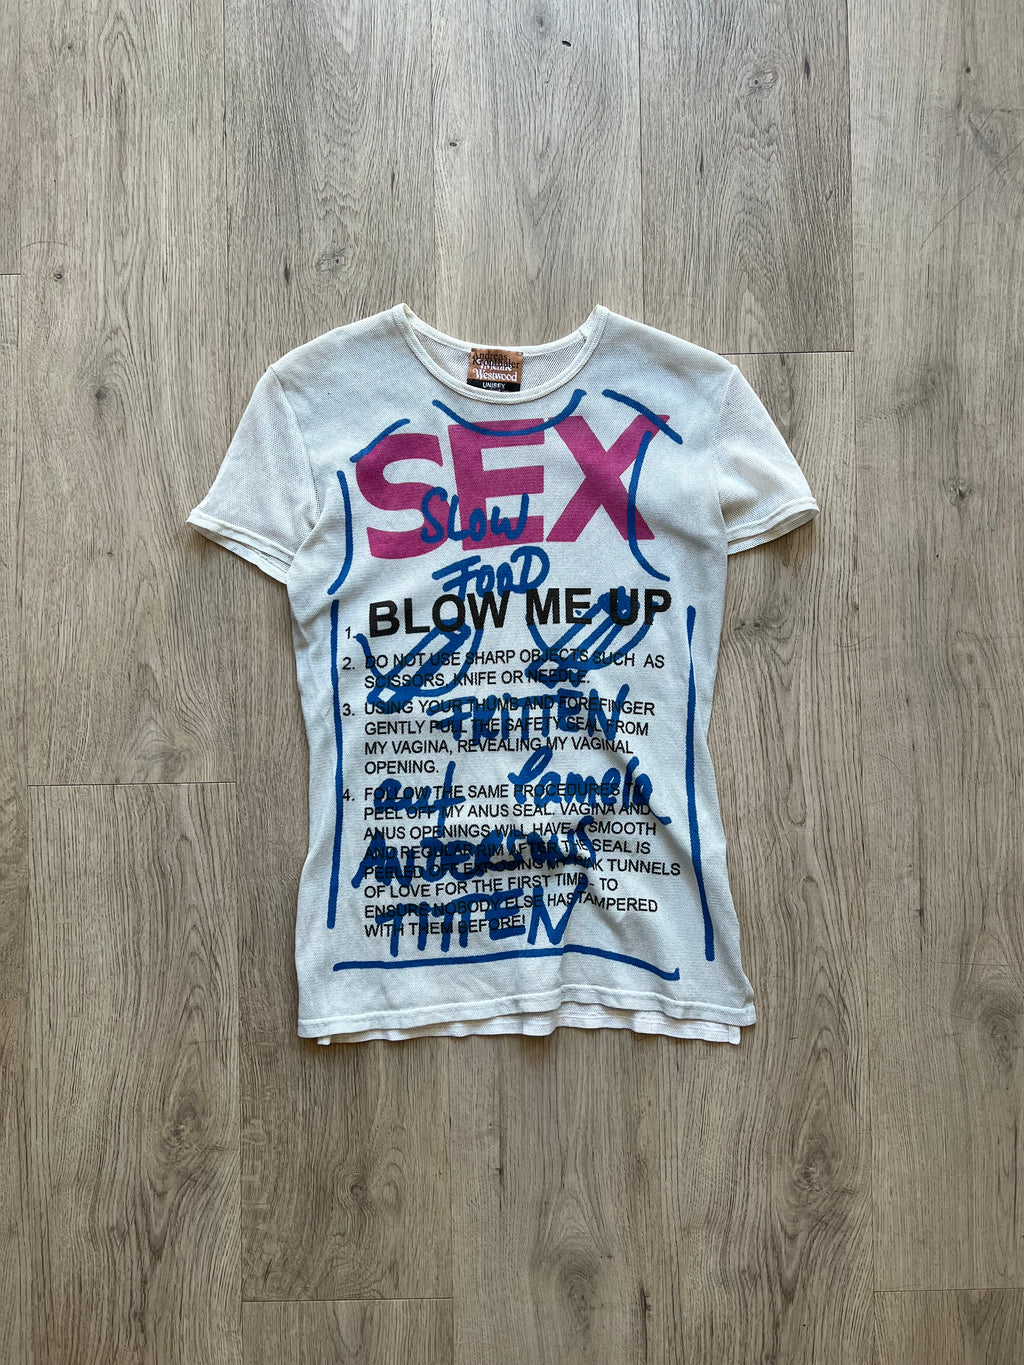 Andreas
Kronthaler
Vivienne
Westwood
UNISEX
SEX
SLOW
FOOD
1. BLOW ME UP
2. DO NOT USE SHARP OBJECTS SUCH AS
SCISSORS, KNIFE OR NEEDLE.
3. USING YOUR THUMB AND FOREFINGER
GENTLY PULL THE SAFETY SEAL FROM
MY VAGINA, REVEALING MY VAGINAL
OPENING.
4. FOLLOW THE SAME PROCEDURES TO
PEEL OFF MY ANUS SEAL. VAGINA AND
ANUS OPENINGS WILL HAVE A SMOOTH
AND REGULAR RIM AFTER THE SEAL IS
PEELED OFF EXPOSING MY PINK TUNNELS
OF LOVE FOR THE FIRST TIME. TO
ENSURE NOBODY ELSE HAS TAMPERED
WITH THEM BEFORE!
auf Pamela
ANDERSONS
TITTEN